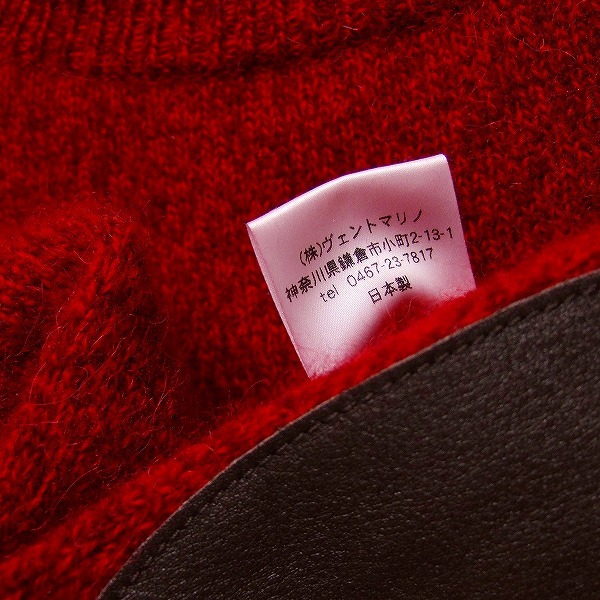 (株)ヴェントマリノ
神奈川県鎌倉市小町2-13-1
tel 0467-23-7817
日本製